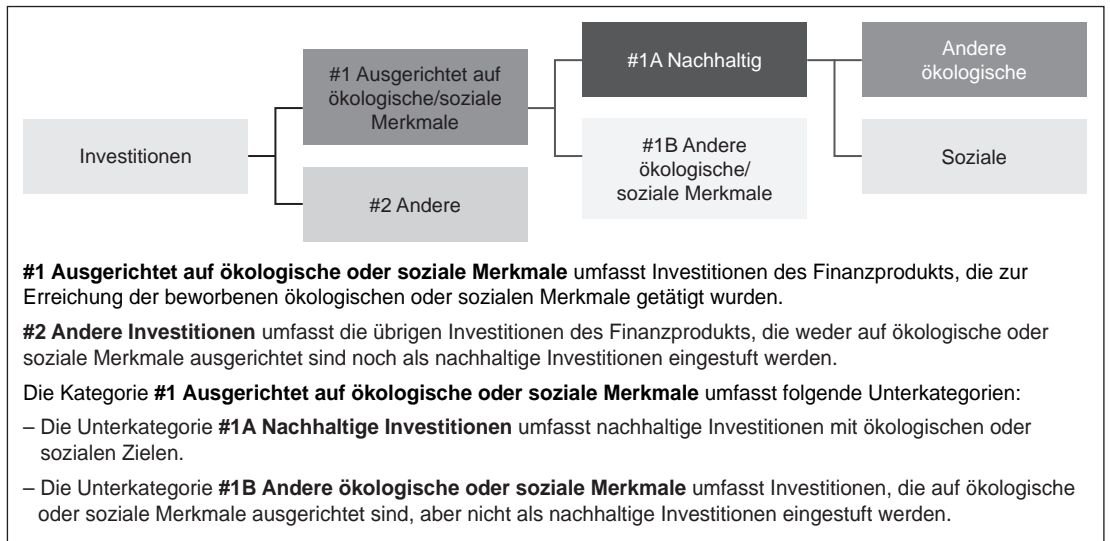 Investitionen
#1 Ausgerichtet auf
ökologische/soziale
Merkmale
#2 Andere
#1A Nachhaltig
#1B Andere
ökologische/
soziale Merkmale
Andere
ökologische
Soziale
#1 Ausgerichtet auf ökologische oder soziale Merkmale umfasst Investitionen des Finanzprodukts, die zur
Erreichung der beworbenen ökologischen oder sozialen Merkmale getätigt wurden.
#2 Andere Investitionen umfasst die übrigen Investitionen des Finanzprodukts, die weder auf ökologische oder
soziale Merkmale ausgerichtet sind noch als nachhaltige Investitionen eingestuft werden.
Die Kategorie #1 Ausgerichtet auf ökologische oder soziale Merkmale umfasst folgende Unterkategorien:
– Die Unterkategorie #1A Nachhaltige Investitionen umfasst nachhaltige Investitionen mit ökologischen oder
sozialen Zielen.
– Die Unterkategorie #1B Andere ökologische oder soziale Merkmale umfasst Investitionen, die auf ökologische
oder soziale Merkmale ausgerichtet sind, aber nicht als nachhaltige Investitionen eingestuft werden.